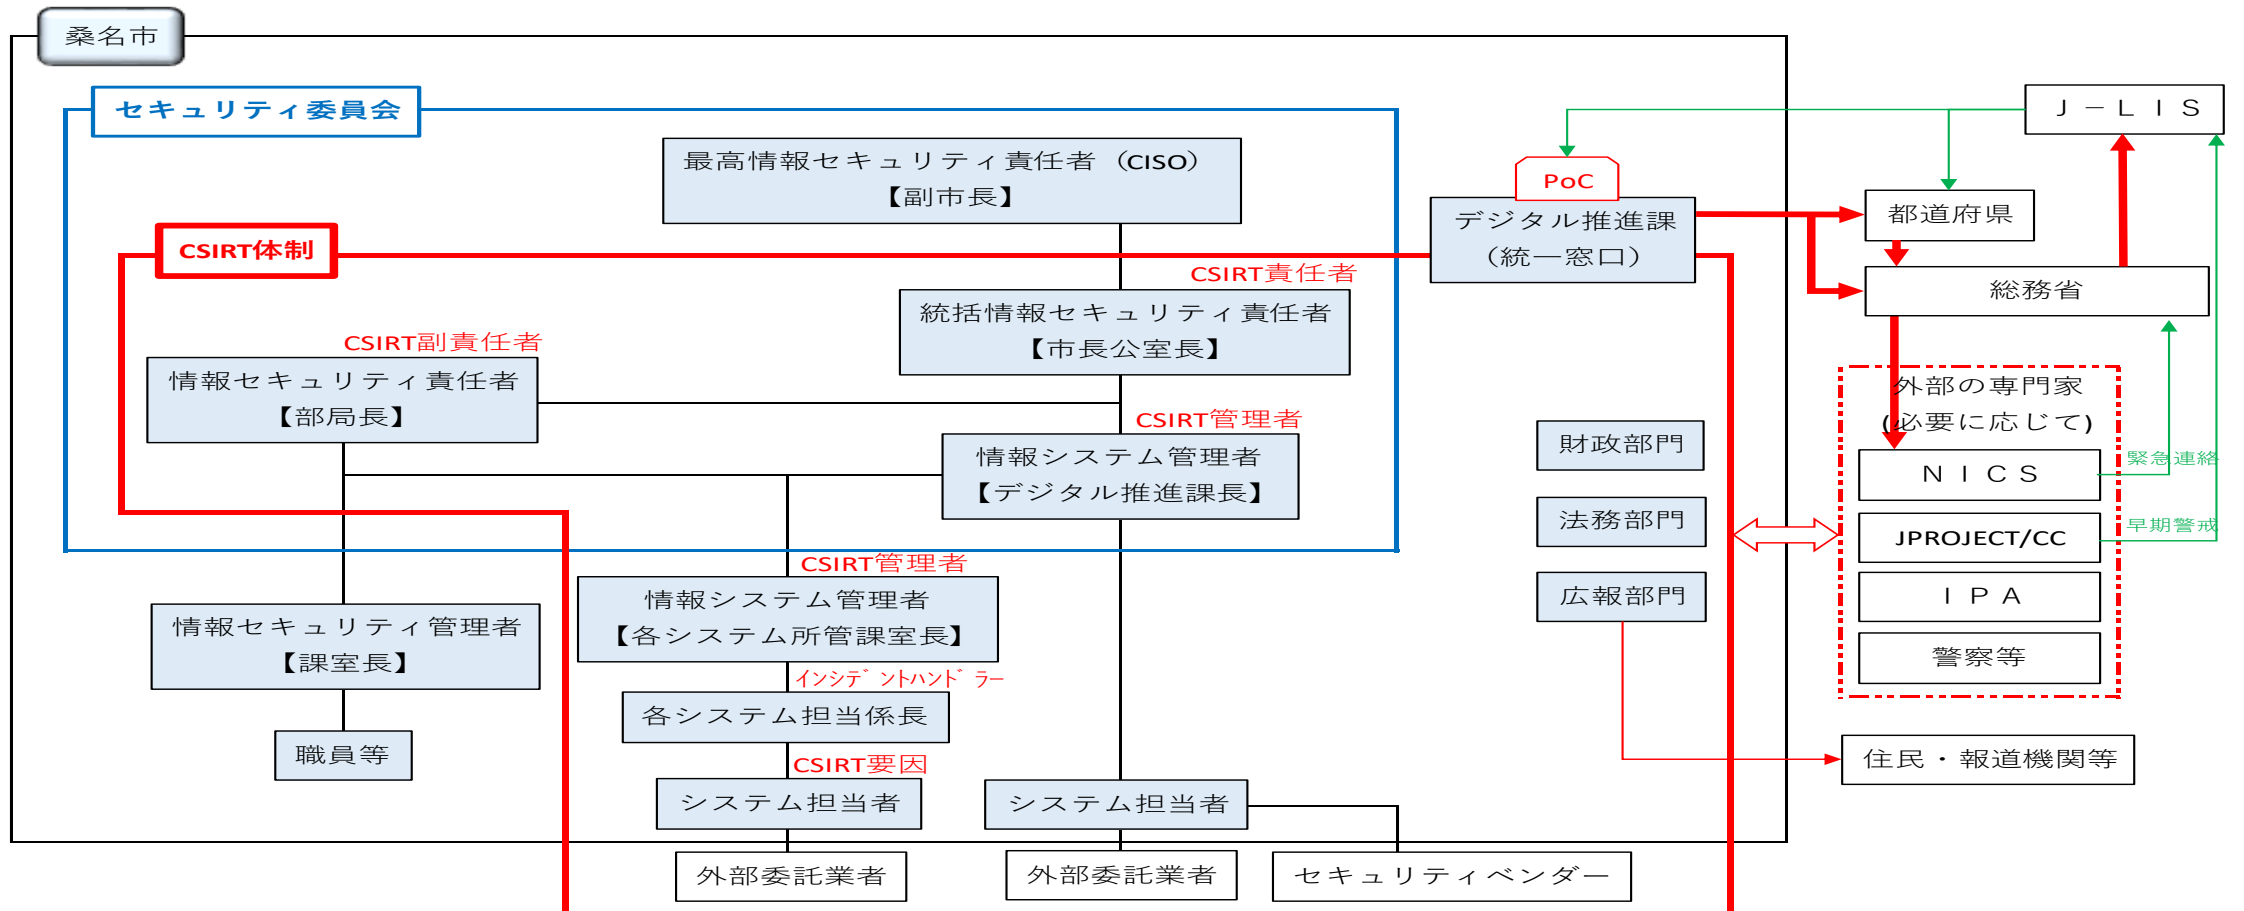 桑名市
セキュリティ委員会
最高情報セキュリティ責任者（CISO）
【副市長】
CSIRT体制
CSIRT責任者
統括情報セキュリティ責任者
【市長公室長】
CSIRT副責任者
情報セキュリティ責任者
【部局長】
CSIRT管理者
情報システム管理者
【デジタル推進課長】
CSIRT管理者
情報システム管理者
【各システム所管課室長】
情報セキュリティ管理者
【課室長】
インシデントハンドラー
各システム担当係長
職員等
CSIRT要因
システム担当者
システム担当者
外部委託業者
外部委託業者
セキュリティベンダー
PoC
デジタル推進課
（統一窓口）
財政部門
法務部門
広報部門
J－LIS
都道府県
総務省
外部の専門家
(必要に応じて)
NICS
緊急連絡
JPROJECT/CC
早期警戒
IPA
警察等
住民・報道機関等